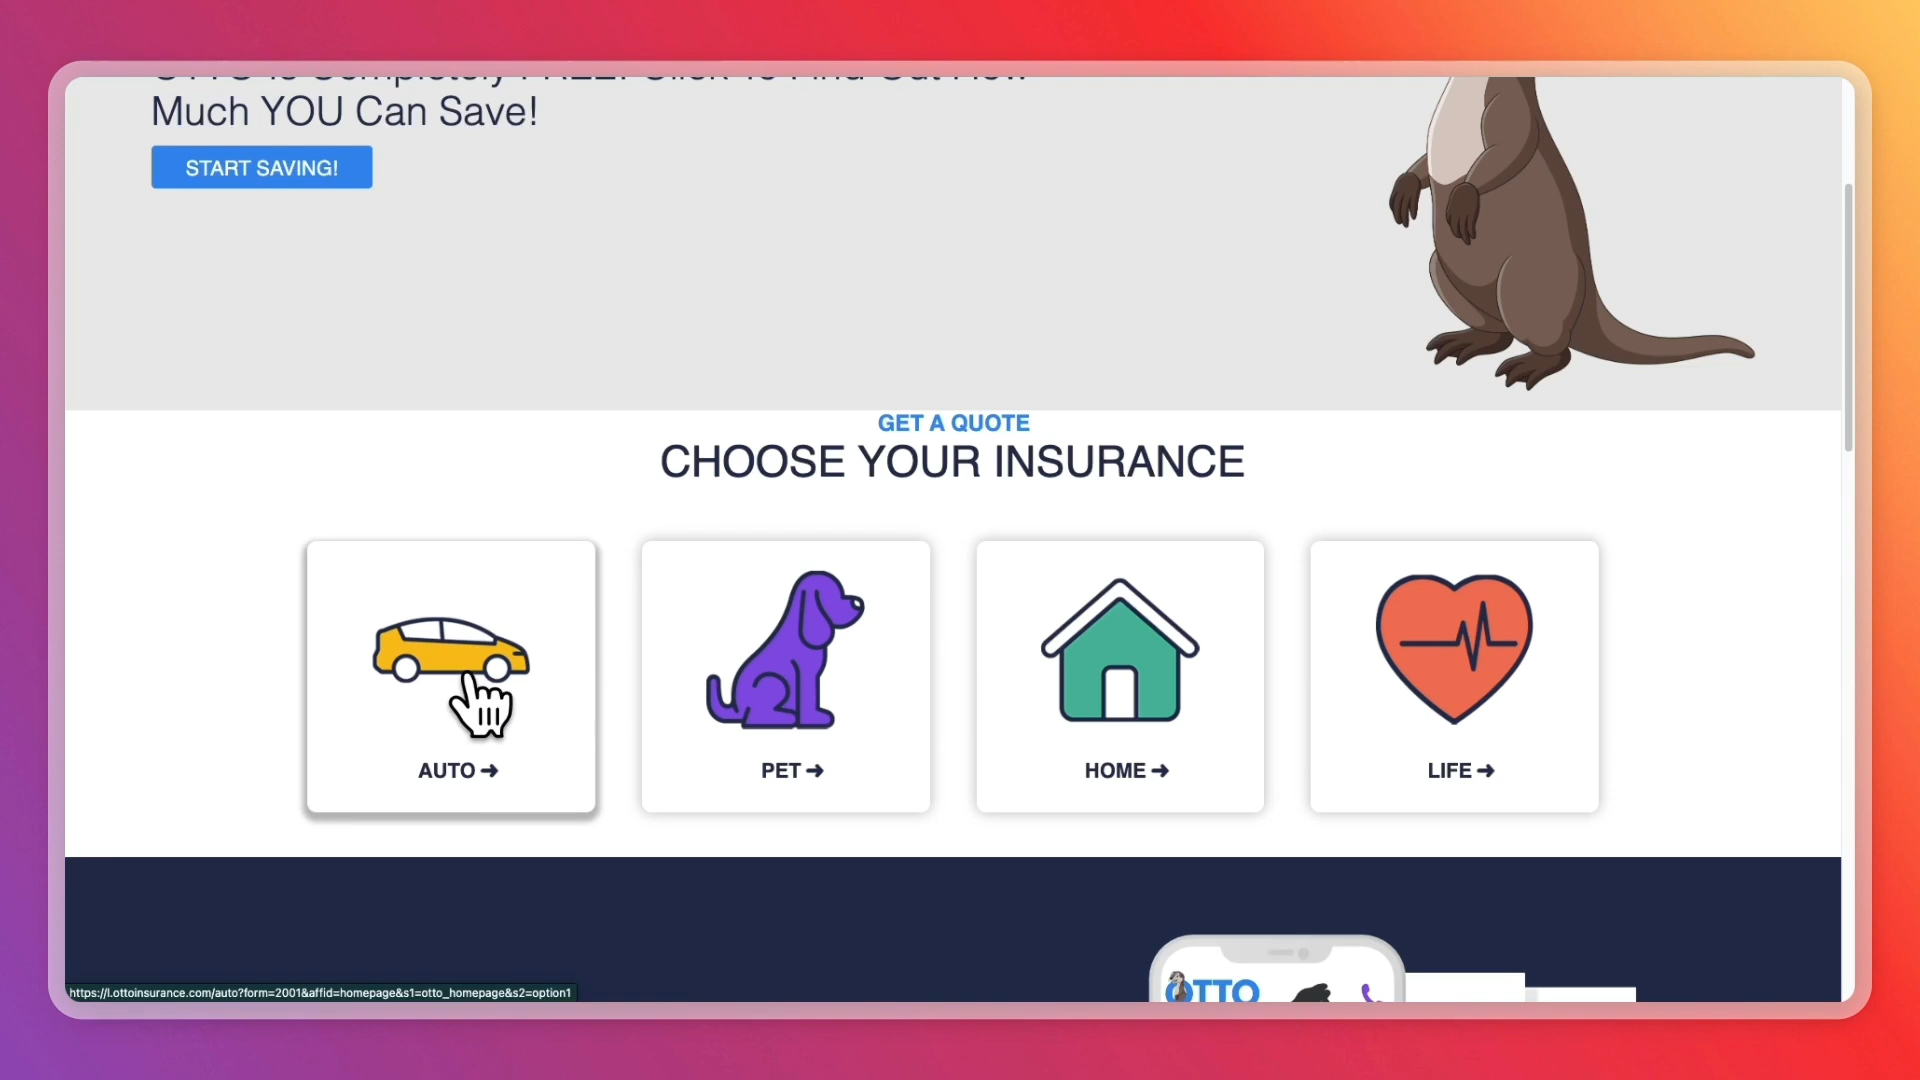 Much YOU Can Save!
START SAVING!
GET A QUOTE
CHOOSE YOUR INSURANCE
AUTO ➔
PET ➔
HOME ➔
LIFE ➔
OTTO
https://l.ottoinsurance.com/auto?form=2001&affid=homepage&s1=otto_homepage&s2=option1